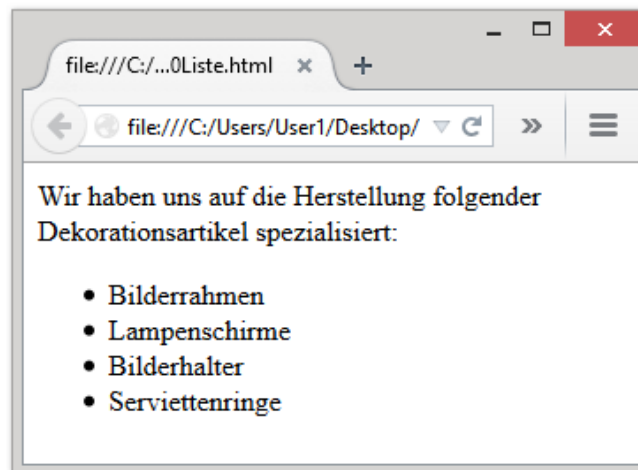 file:///C:/...0Liste.html
file:///C:/Users/User1/Desktop/
Wir haben uns auf die Herstellung folgender
Dekorationsartikel spezialisiert:
• Bilderrahmen
• Lampenschirme
• Bilderhalter
• Serviettenringe